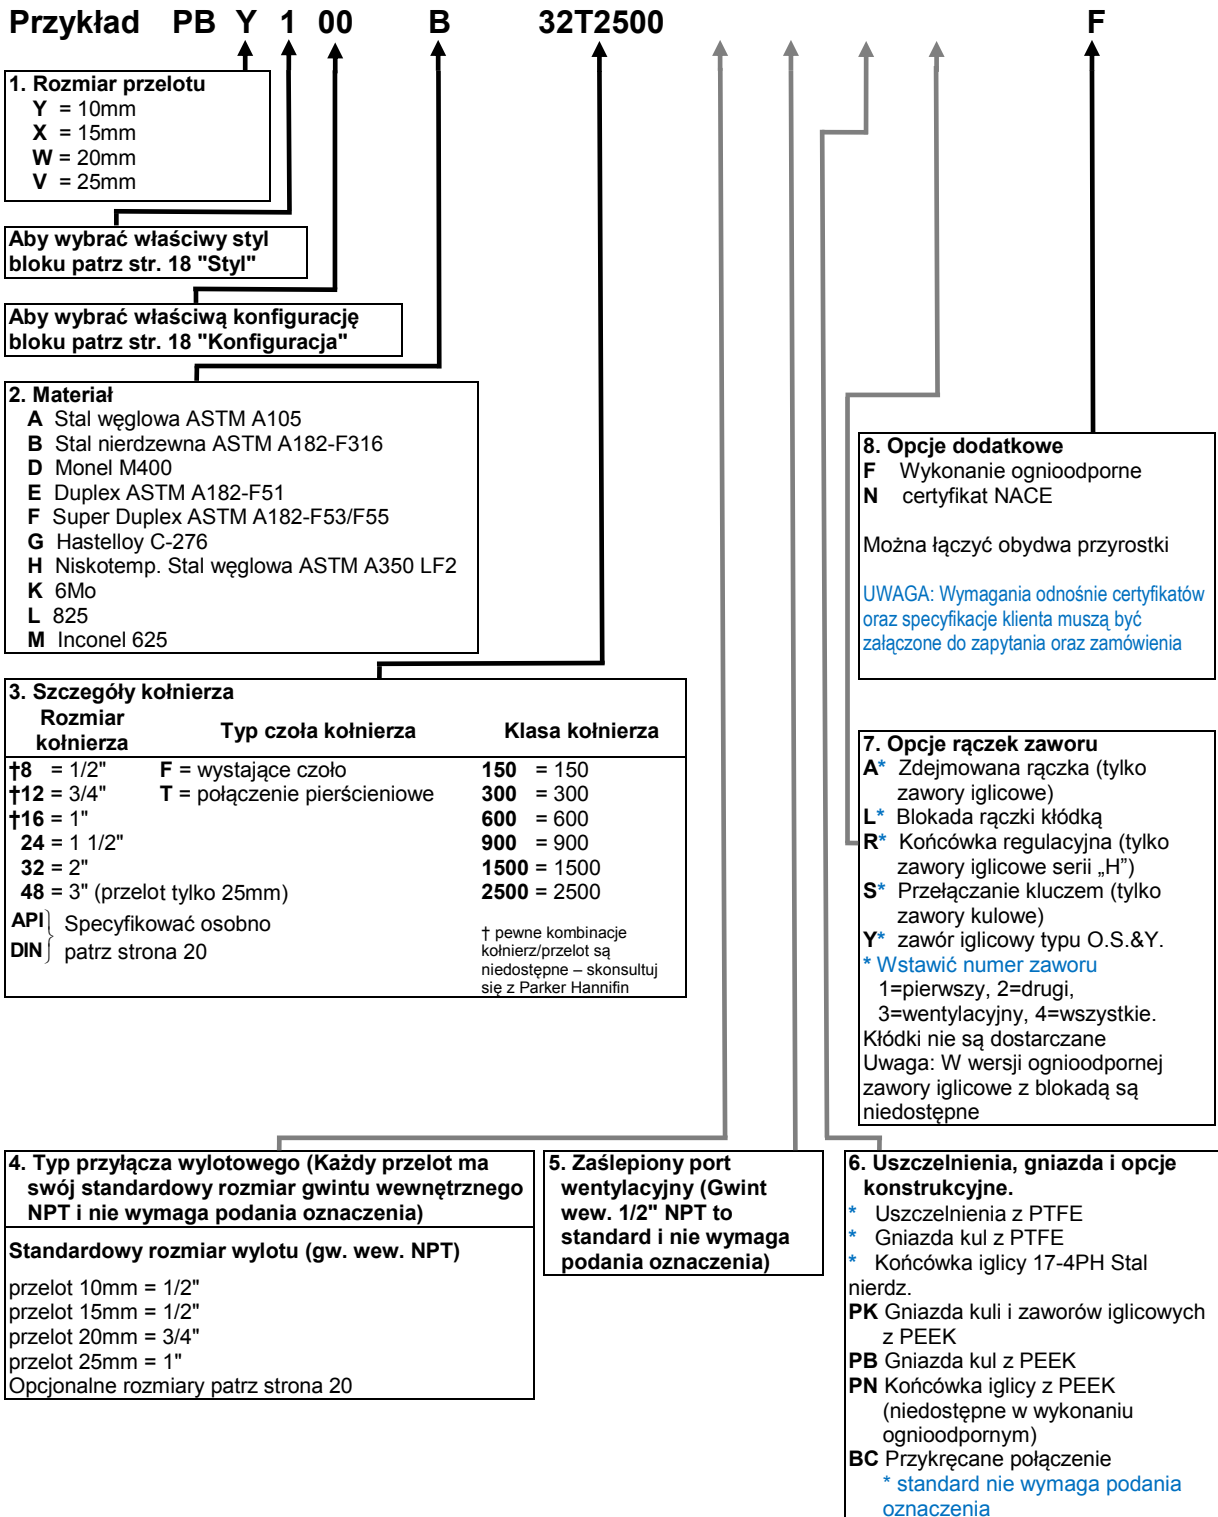 Przykład PB Y 1 00 B 32T2500 F
1. Rozmiar przelotu
Y = 10mm
X = 15mm
W = 20mm
V = 25mm
Aby wybrać właściwy styl
bloku patrz str. 18 "Styl"
Aby wybrać właściwą konfigurację
bloku patrz str. 18 "Konfiguracja"
2. Materiał
A Stal węglowa ASTM A105
B Stal nierdzewna ASTM A182-F316
D Monel M400
E Duplex ASTM A182-F51
F Super Duplex ASTM A182-F53/F55
G Hastelloy C-276
H Niskotemp. Stal węglowa ASTM A350 LF2
K 6Mo
L 825
M Inconel 625
3. Szczegóły kołnierza
Rozmiar
kołnierza
Typ czoła kołnierza
Klasa kołnierza
†8 = 1/2"
†12 = 3/4"
†16 = 1"
24 = 1 1/2"
32 = 2"
48 = 3" (przelot tylko 25mm)
API
DIN
Specyfikować osobno
patrz strona 20
F = wystające czoło
T = połączenie pierścieniowe
150 = 150
300 = 300
600 = 600
900 = 900
1500 = 1500
2500 = 2500
† pewne kombinacje
kołnierz/przelot są
niedostępne – skonsultuj
się z Parker Hannifin
8. Opcje dodatkowe
F Wykonanie ognioodporne
N certyfikat NACE
Można łączyć obydwa przyrostki
UWAGA: Wymagania odnośnie certyfikatów
oraz specyfikacje klienta muszą być
załączone do zapytania oraz zamówienia
7. Opcje rączek zaworu
A* Zdejmowana rączka (tylko
zawory iglicowe)
L* Blokada rączki kłódką
R* Końcówka regulacyjna (tylko
zawory iglicowe serii „H”)
S* Przełączanie kluczem (tylko
zawory kulowe)
Y* zawór iglicowy typu O.S.&Y.
* Wstawić numer zaworu
1=pierwszy, 2=drugi,
3=wentylacyjny, 4=wszystkie.
Kłódki nie są dostarczane
Uwaga: W wersji ognioodpornej
zawory iglicowe z blokadą są
niedostępne
4. Typ przyłącza wylotowego (Każdy przelot ma
swój standardowy rozmiar gwintu wewnętrznego
NPT i nie wymaga podania oznaczenia)
Standardowy rozmiar wylotu (gw. wew. NPT)
przelot 10mm = 1/2"
przelot 15mm = 1/2"
przelot 20mm = 3/4"
przelot 25mm = 1"
Opcjonalne rozmiary patrz strona 20
5. Zaślepiony port
wentylacyjny (Gwint
wew. 1/2" NPT to
standard i nie wymaga
podania oznaczenia)
6. Uszczelnienia, gniazda i opcje
konstrukcyjne.
* Uszczelnienia z PTFE
* Gniazda kul z PTFE
* Końcówka iglicy 17-4PH Stal
nierdz.
PK Gniazda kuli i zaworów iglicowych
z PEEK
PB Gniazda kul z PEEK
PN Końcówka iglicy z PEEK
(niedostępne w wykonaniu
ognioodpornym)
BC Przykręcane połączenie
* standard nie wymaga podania
oznaczenia